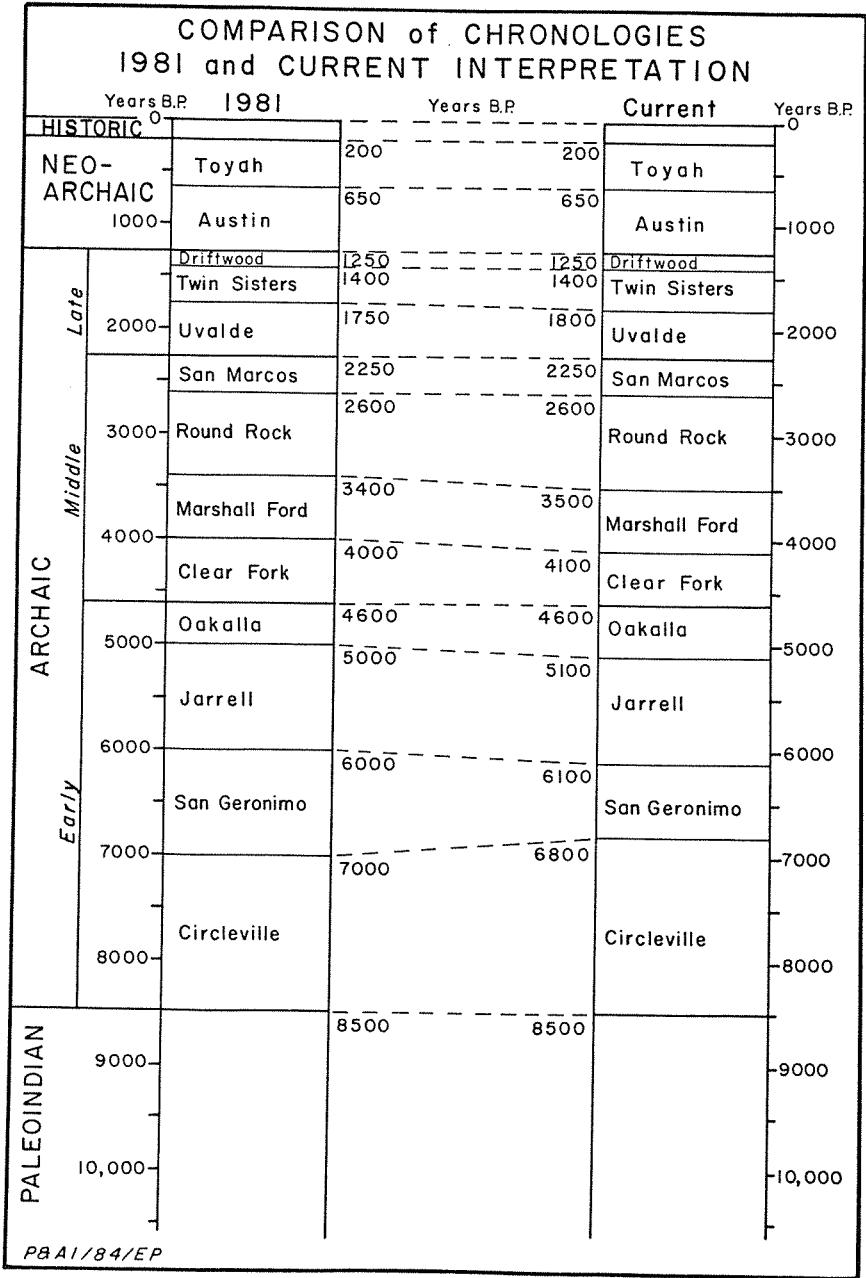 COMPARISON of CHRONOLOGIES
1981 and CURRENT INTERPRETATION
Years B.P. 1981 Years B.P. Current Years B.P.
0 0
HISTORIC
200 200
NEO-
ARCHAIC
Toyah Toyah
650 650
1000 Austin Austin 1000
Driftwood 1250 1250 Driftwood
Twin Sisters 1400 1400 Twin Sisters
Late
1750 1800
2000 Uvalde Uvalde 2000
San Marcos 2250 2250 San Marcos
2600 2600
3000 Round Rock Round Rock 3000
Middle
3400 3500
Marshall Ford Marshall Ford
4000 4000 4100 4000
Clear Fork Clear Fork
ARCHAIC
Oakalla 4600 4600 Oakalla
5000 5000 5100 5000
Jarrell Jarrell
6000 6000 6100 6000
Early
San Geronimo San Geronimo
7000 7000 6800 7000
Circleville Circleville
8000 8000
8500 8500
PALEOINDIAN
9000 9000
10,000 10,000
P&AI/84/EP